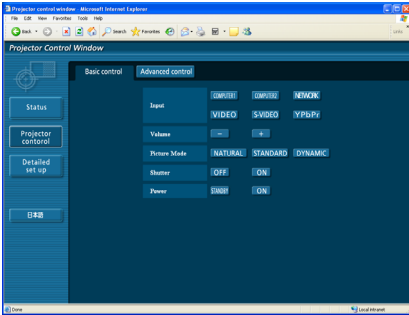 Projector control window - Microsoft Internet Explorer
File Edit View Favorites Tools Help
Back Search Favorites Links
Projector Control Window
Basic control Advanced control
Status
Projector
contorol
Detailed
set up
日本語
Input COMPUTER1 COMPUTER2 NETWORK
VIDEO S-VIDEO YPbPr
Volume - +
Picture Mode NATURAL STANDARD DYNAMIC
Shutter OFF ON
Power STANDBY ON
Done Local intranet